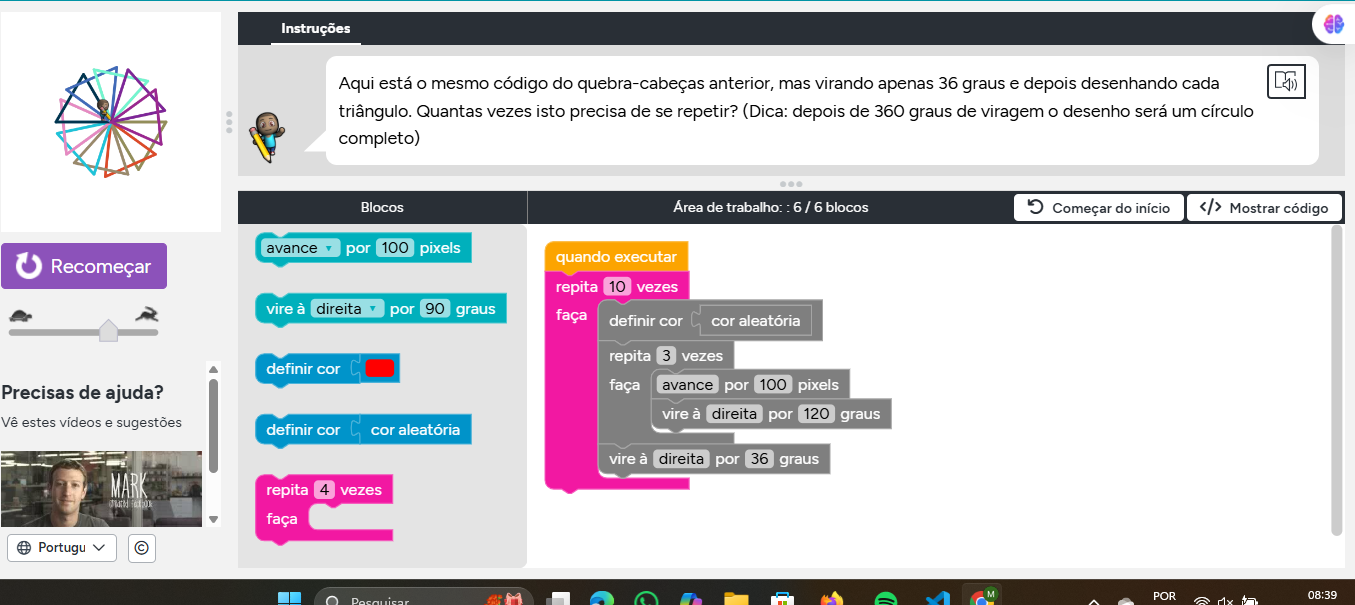 Instruções
Aqui está o mesmo código do quebra-cabeças anterior, mas virando apenas 36 graus e depois desenhando cada
triângulo. Quantas vezes isto precisa de se repetir? (Dica: depois de 360 graus de viragem o desenho será um círculo
completo)
Blocos
Área de trabalho: : 6 / 6 blocos
Começar do início
</> Mostrar código
avance por 100 pixels
vire à direita por 90 graus
definir cor
definir cor cor aleatória
repita 4 vezes
faça
quando executar
repita 10 vezes
faça
definir cor cor aleatória
repita 3 vezes
faça avance por 100 pixels
vire à direita por 120 graus
vire à direita por 36 graus
Recomeçar
Precisas de ajuda?
Vê estes vídeos e sugestões
MARK
Portugu
©
Pesquisar
M
POR
08:39